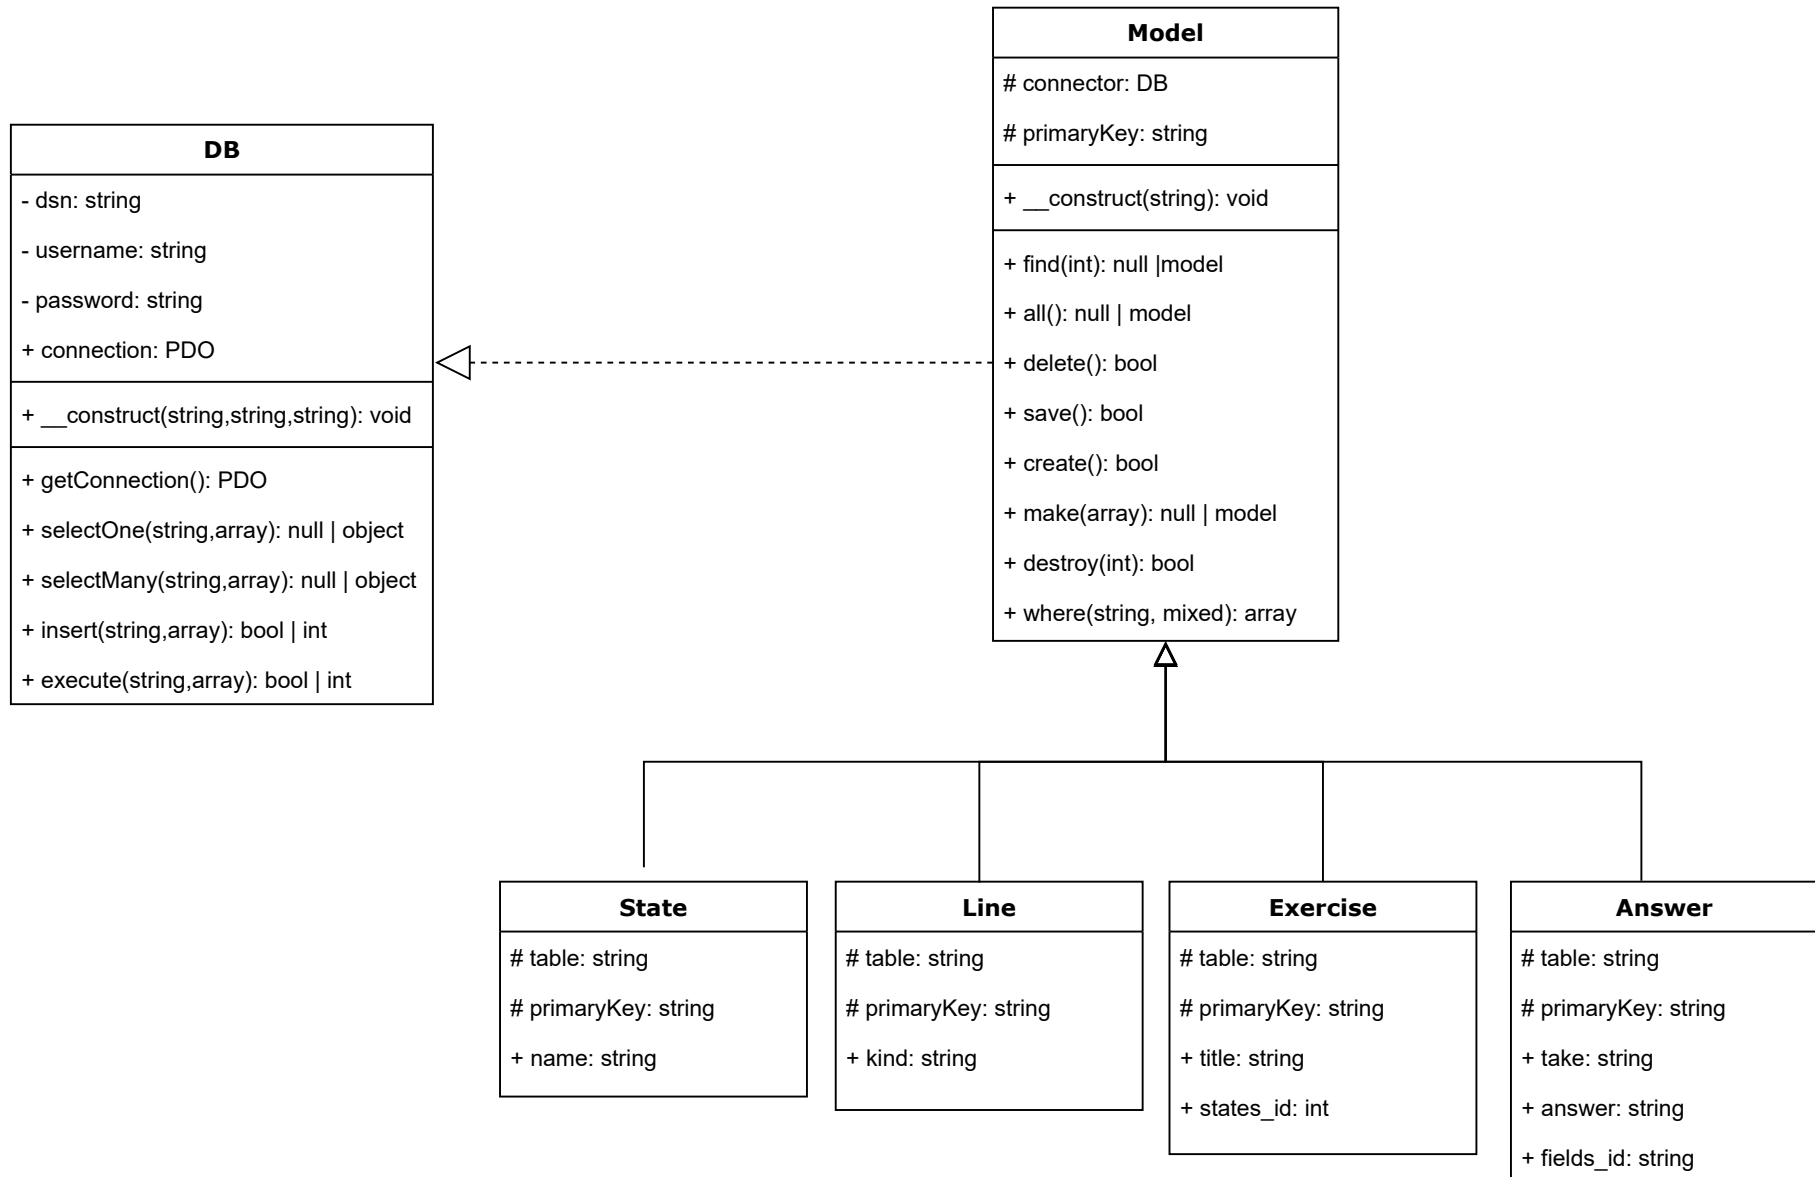 Model
# connector: DB
# primaryKey: string
+ __construct(string): void
+ find(int): null |model
+ all(): null | model
+ delete(): bool
+ save(): bool
+ create(): bool
+ make(array): null | model
+ destroy(int): bool
+ where(string, mixed): array
DB
- dsn: string
- username: string
- password: string
+ connection: PDO
+ __construct(string,string,string): void
+ getConnection(): PDO
+ selectOne(string,array): null | object
+ selectMany(string,array): null | object
+ insert(string,array): bool | int
+ execute(string,array): bool | int
State
# table: string
# primaryKey: string
+ name: string
Line
# table: string
# primaryKey: string
+ kind: string
Exercise
# table: string
# primaryKey: string
+ title: string
+ states_id: int
Answer
# table: string
# primaryKey: string
+ take: string
+ answer: string
+ fields_id: string